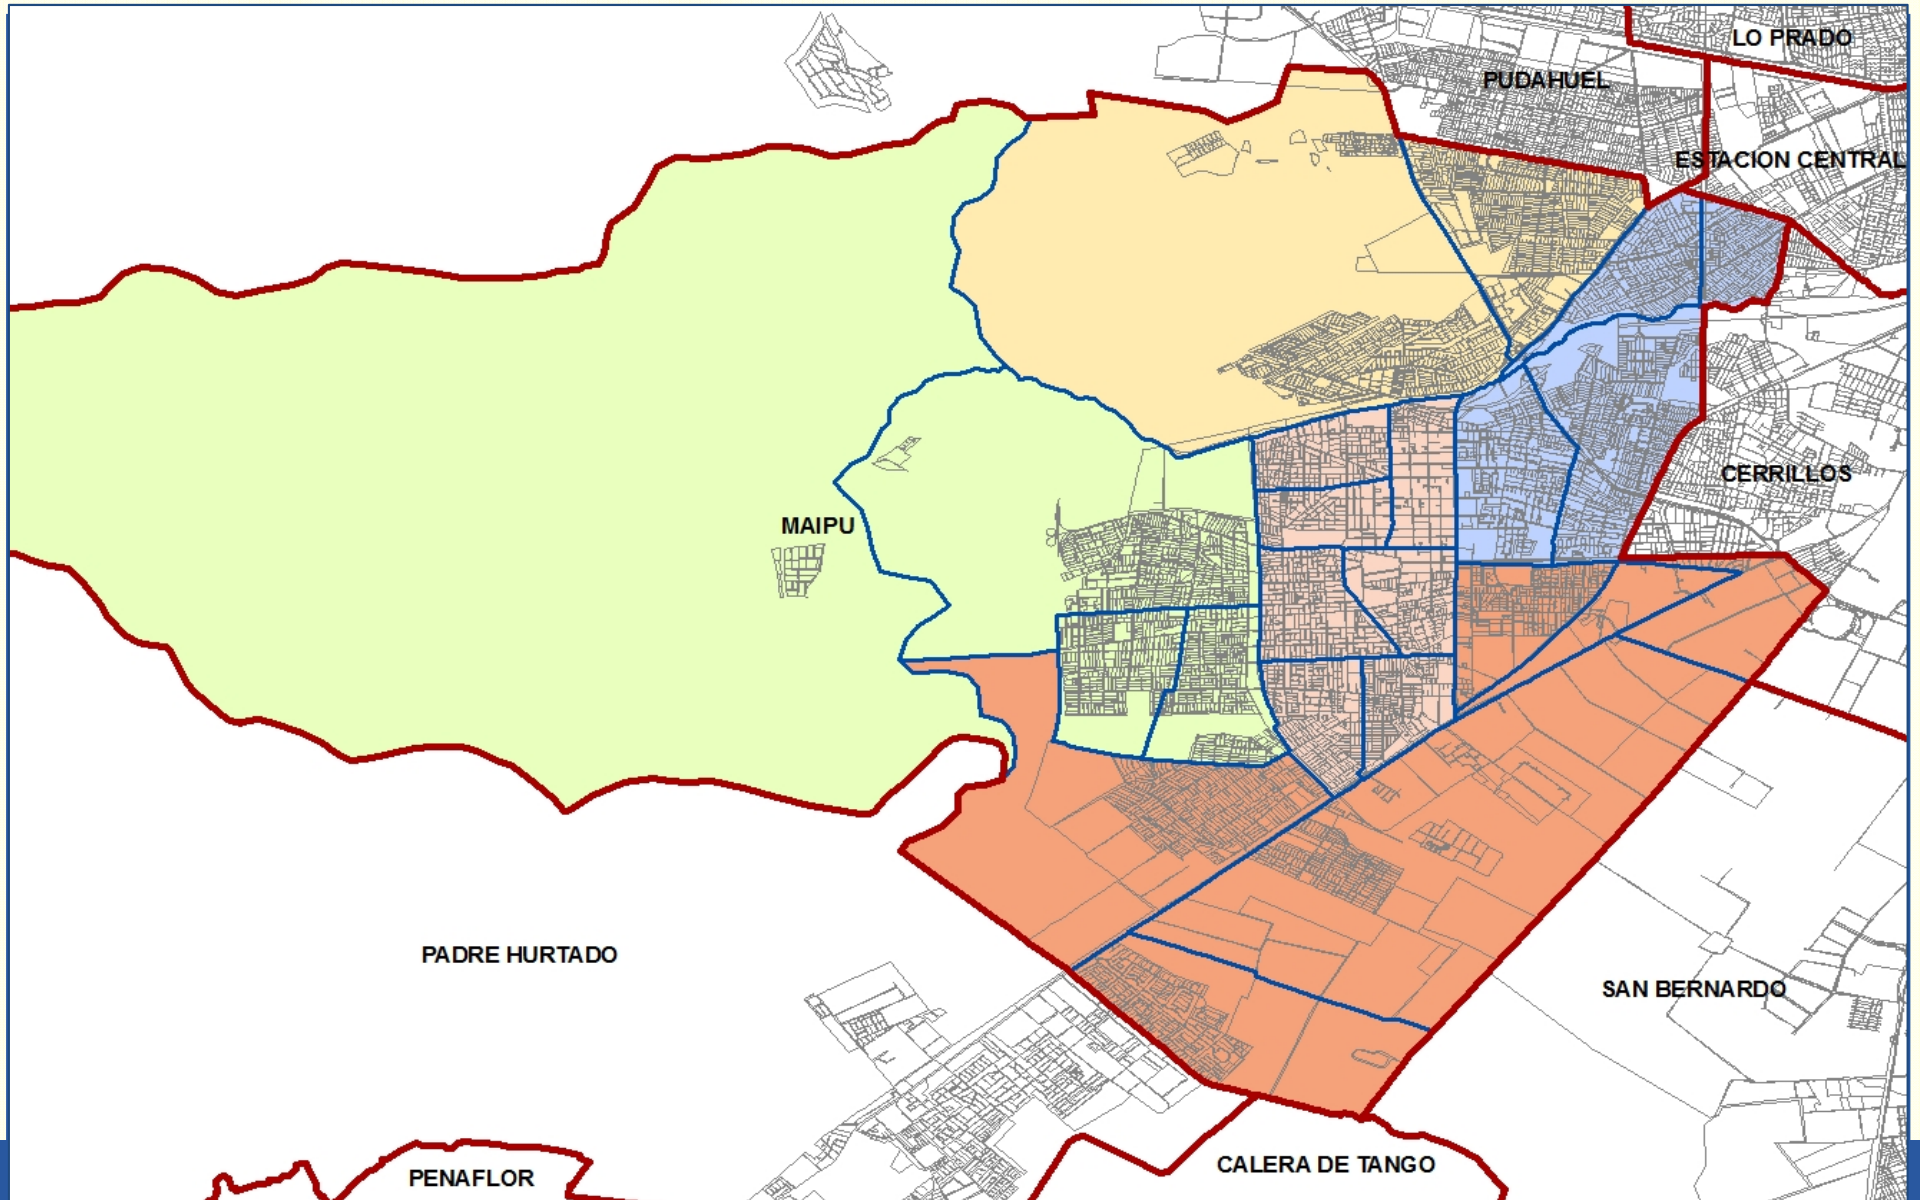 LO PRADO
PUDAHUEL
ESTACION CENTRAL
CERRILLOS
MAIPU
PADRE HURTADO
SAN BERNARDO
CALERA DE TANGO
PENAFLOR